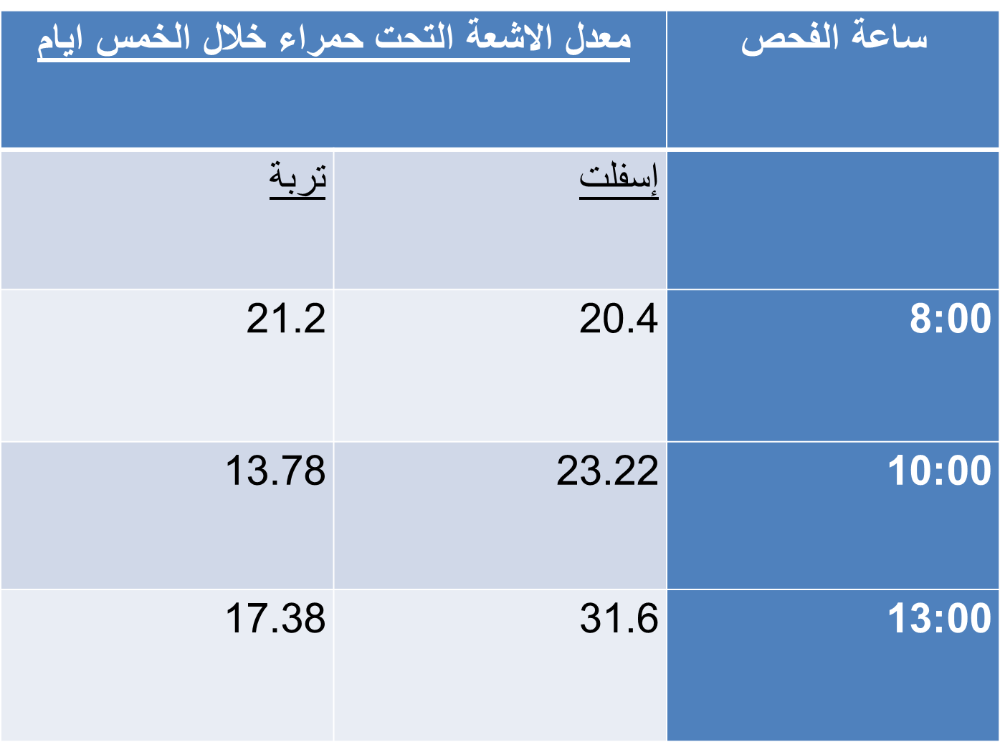 ساعة الفحص
معدل الاشعة التحت حمراء خلال الخمس ايام
إسفلت
تربة
8:00
20.4
21.2
10:00
23.22
13.78
13:00
31.6
17.38